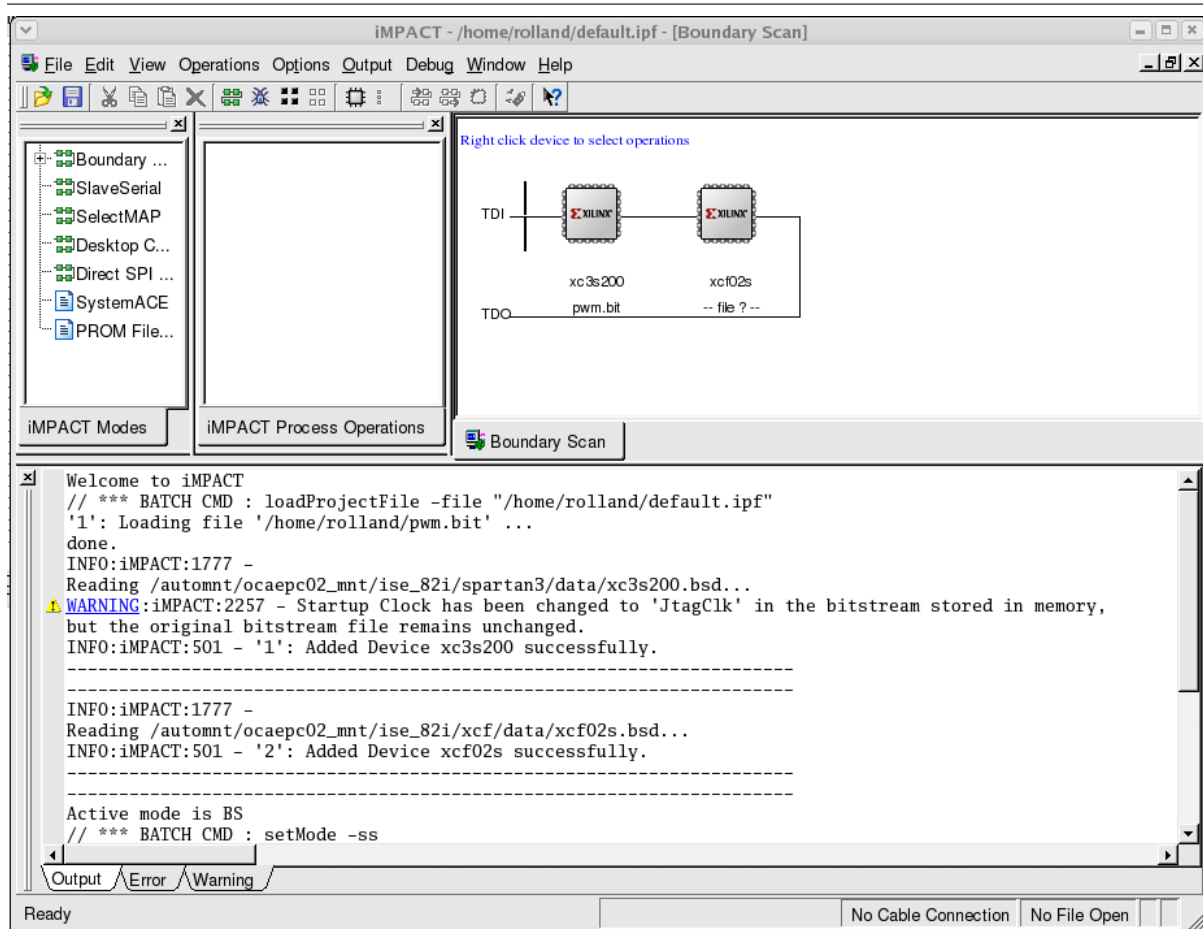 iMPACT - /home/rolland/default.ipf - [Boundary Scan]
File Edit View Operations Options Output Debug Window Help
Boundary ...
SlaveSerial
SelectMAP
Desktop C...
Direct SPI ...
SystemACE
PROM File...
iMPACT Modes
iMPACT Process Operations
Right click device to select operations
TDI
XILINX
XILINX
xc3s200
xcf02s
TDO
pwm.bit
-- file ? --
Boundary Scan
Welcome to iMPACT
// *** BATCH CMD : loadProjectFile -file "/home/rolland/default.ipf"
'1': Loading file '/home/rolland/pwm.bit' ...
done.
INFO:iMPACT:1777 -
Reading /automnt/ocaepc02_mnt/ise_82i/spartan3/data/xc3s200.bsd...
WARNING:iMPACT:2257 - Startup Clock has been changed to 'JtagClk' in the bitstream stored in memory,
but the original bitstream file remains unchanged.
INFO:iMPACT:501 - '1': Added Device xc3s200 successfully.
----------------------------------------------------------------------
----------------------------------------------------------------------
INFO:iMPACT:1777 -
Reading /automnt/ocaepc02_mnt/ise_82i/xcf/data/xcf02s.bsd...
INFO:iMPACT:501 - '2': Added Device xcf02s successfully.
----------------------------------------------------------------------
----------------------------------------------------------------------
Active mode is BS
// *** BATCH CMD : setMode -ss
Output Error Warning
Ready
No Cable Connection
No File Open